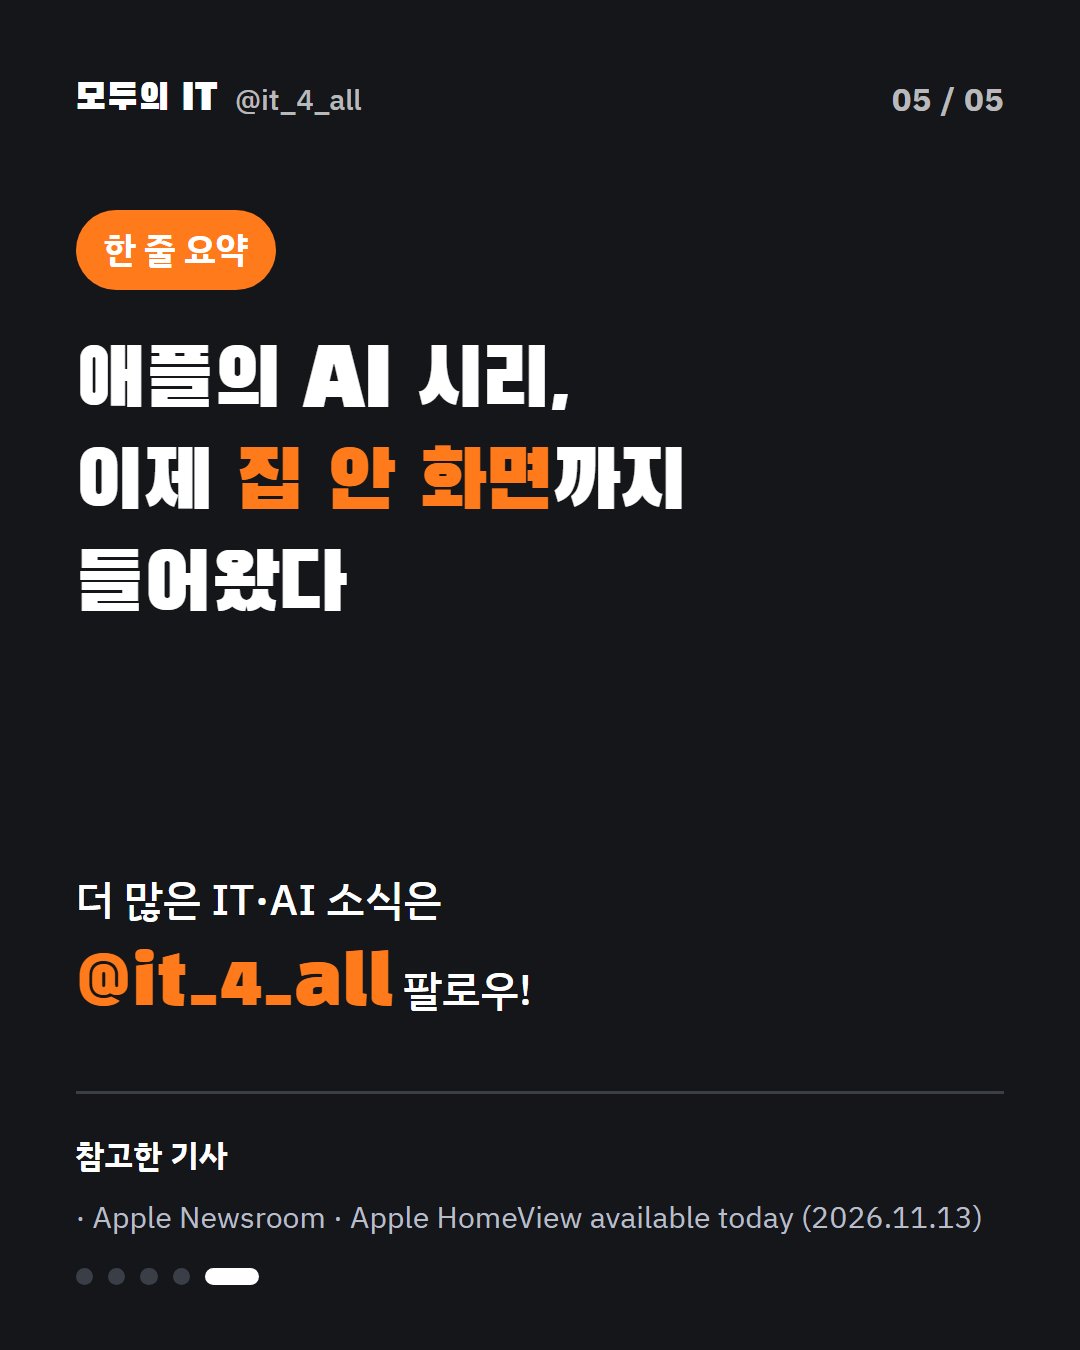 모두의 IT @it_4_all
05 / 05
한 줄 요약
애플의 AI 시리,
이제 집 안 화면까지
들어왔다
더 많은 IT·AI 소식은
@it_4_all 팔로우!
참고한 기사
· Apple Newsroom · Apple HomeView available today (2026.11.13)